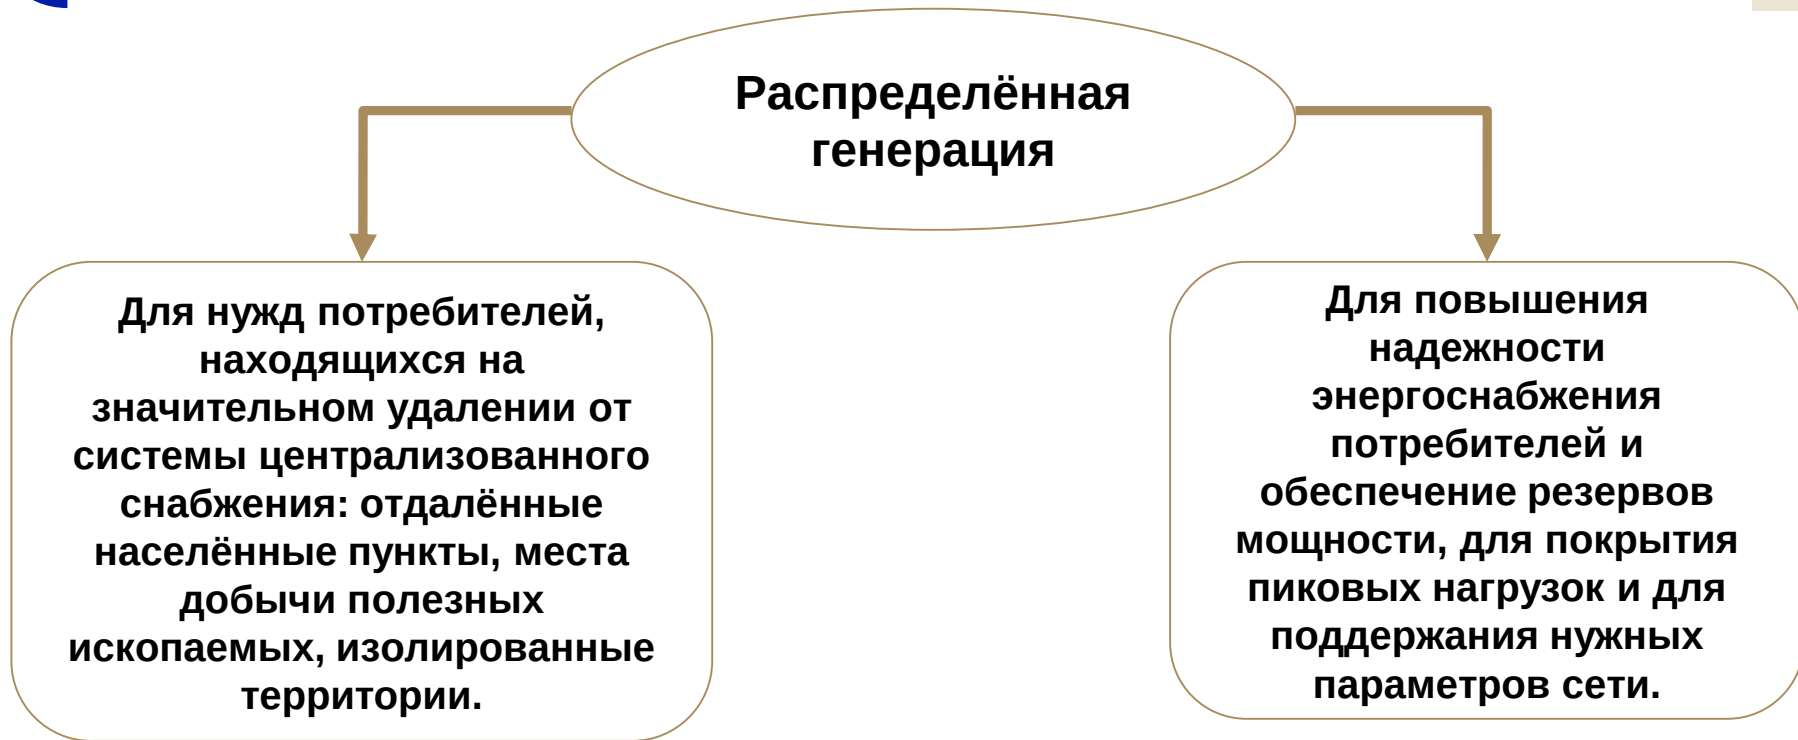 Распределённая
генерация
Для нужд потребителей,
находящихся на
значительном удалении от
системы централизованного
снабжения: отдалённые
населённые пункты, места
добычи полезных
ископаемых, изолированные
территории.
Для повышения
надежности
энергоснабжения
потребителей и
обеспечение резервов
мощности, для покрытия
пиковых нагрузок и для
поддержания нужных
параметров сети.